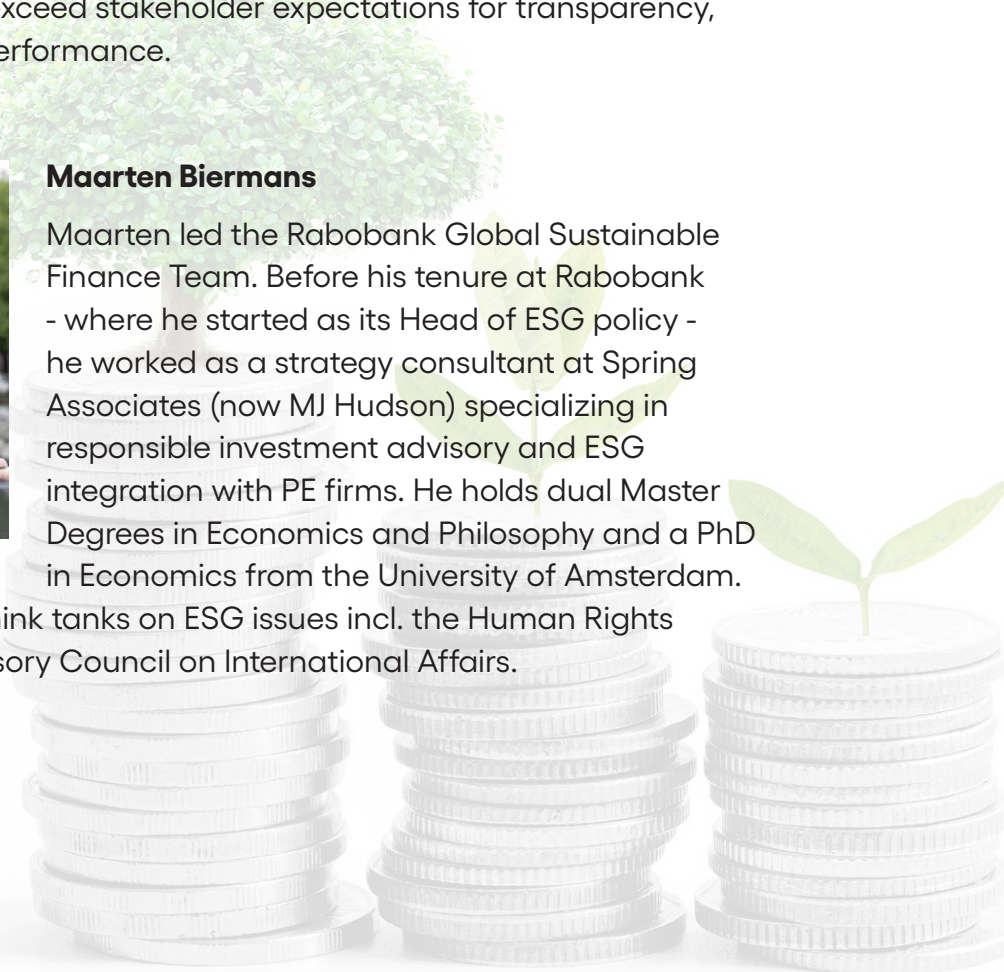 exceed stakeholder expectations for transparency,
performance.
Maarten Biermans
Maarten led the Rabobank Global Sustainable
Finance Team. Before his tenure at Rabobank
- where he started as its Head of ESG policy -
he worked as a strategy consultant at Spring
Associates (now MJ Hudson) specializing in
responsible investment advisory and ESG
integration with PE firms. He holds dual Master
Degrees in Economics and Philosophy and a PhD
in Economics from the University of Amsterdam.
tanks on ESG issues incl. the Human Rights
Council on International Affairs.